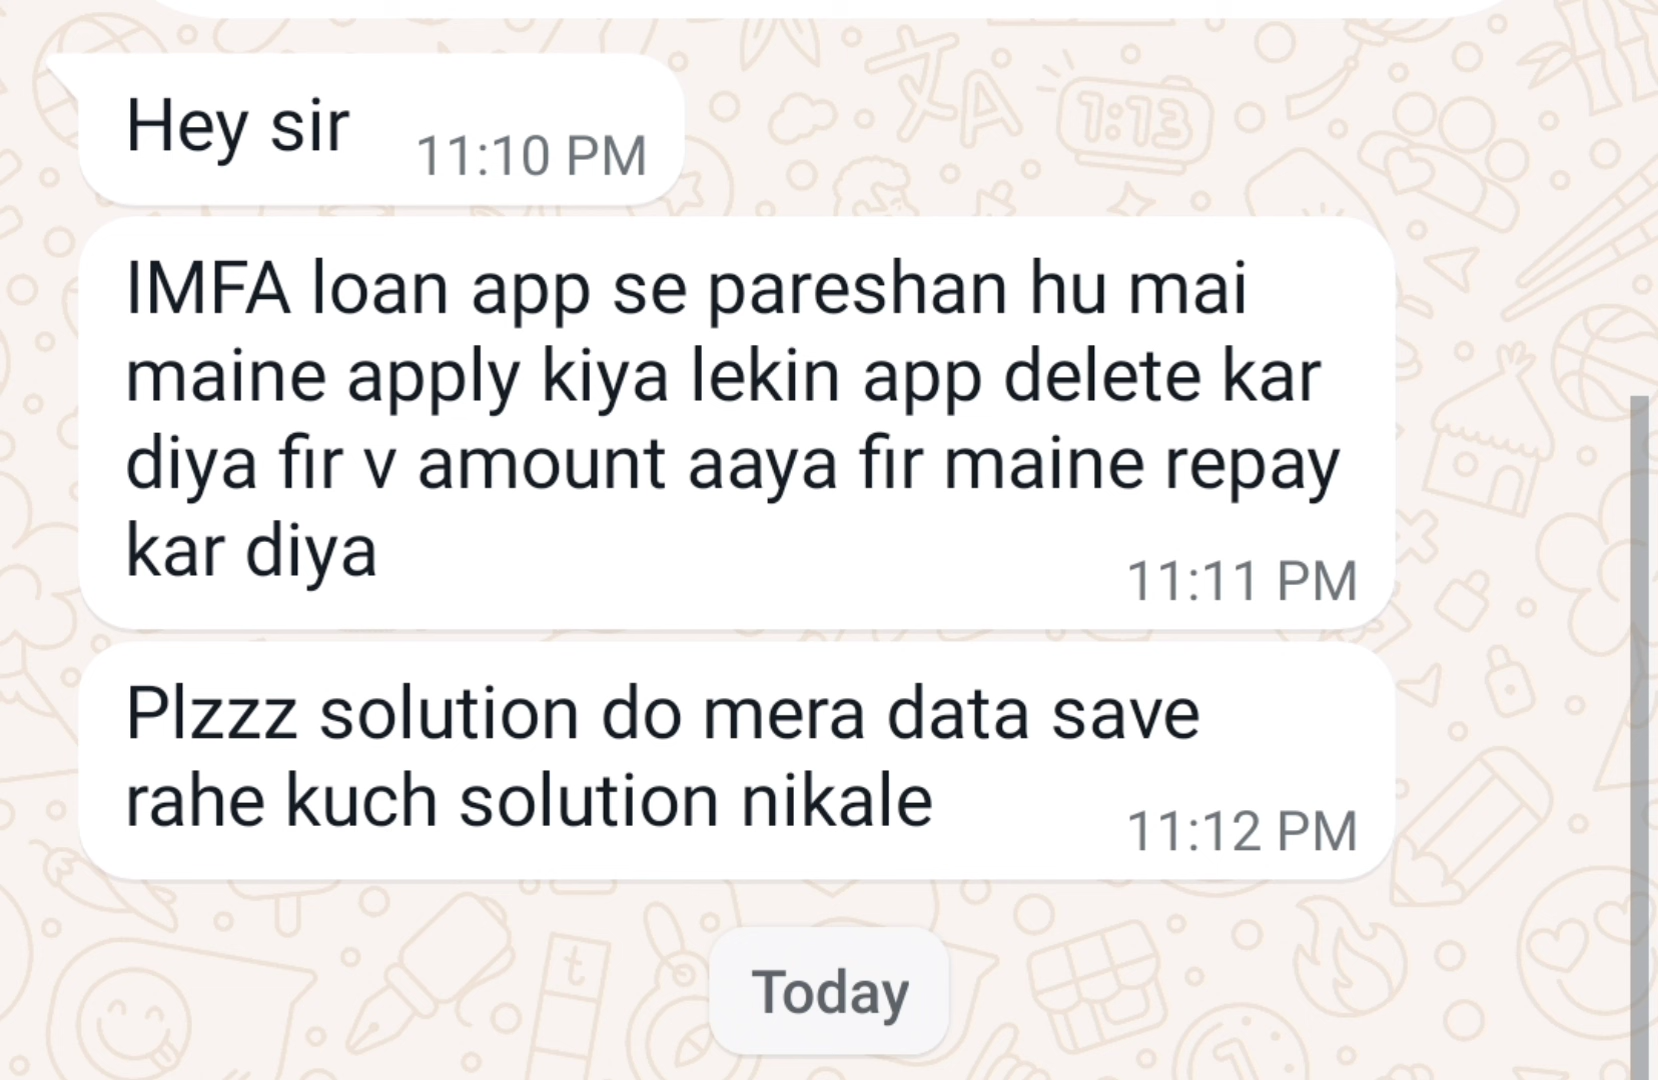 Hey sir
11:10 PM
IMFA loan app se pareshan hu mai
maine apply kiya lekin app delete kar
diya fir v amount aaya fir maine repay
kar diya
11:11 PM
Plzzz solution do mera data save
rahe kuch solution nikale
11:12 PM
Today